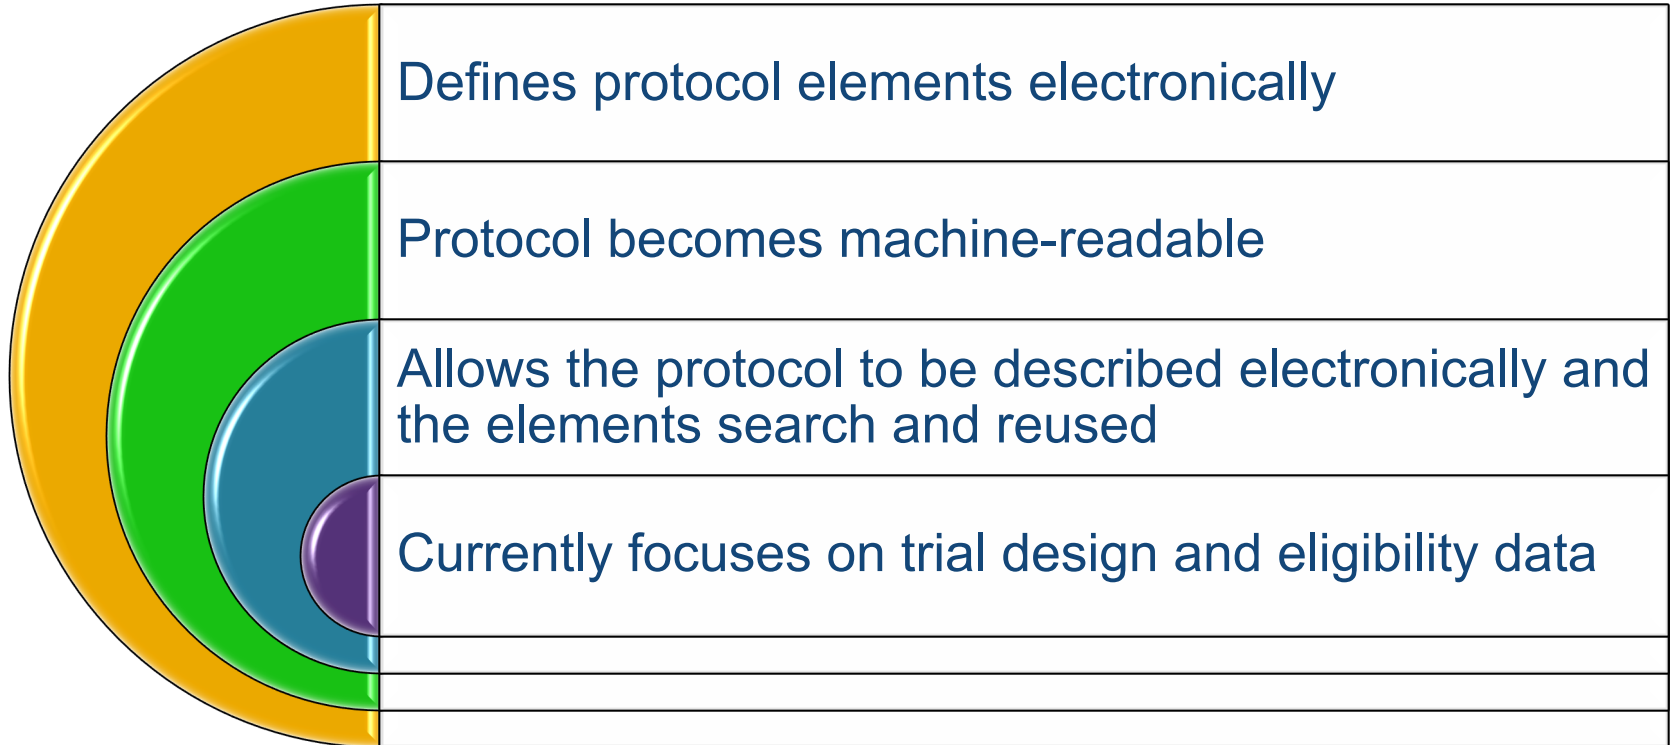 Defines protocol elements electronically
Protocol becomes machine-readable
Allows the protocol to be described electronically and
the elements search and reused
Currently focuses on trial design and eligibility data